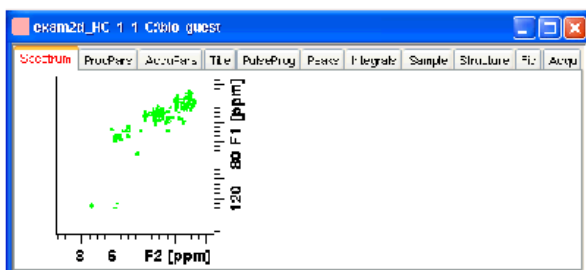 exam2d_HC 1 1 C:\bio guest
Spectrum ProcPars AcquPars Title PulseProg Peaks Integrals Sample Structure Fid Acqu
F1 [ppm]
80
120
8 6 F2 [ppm]